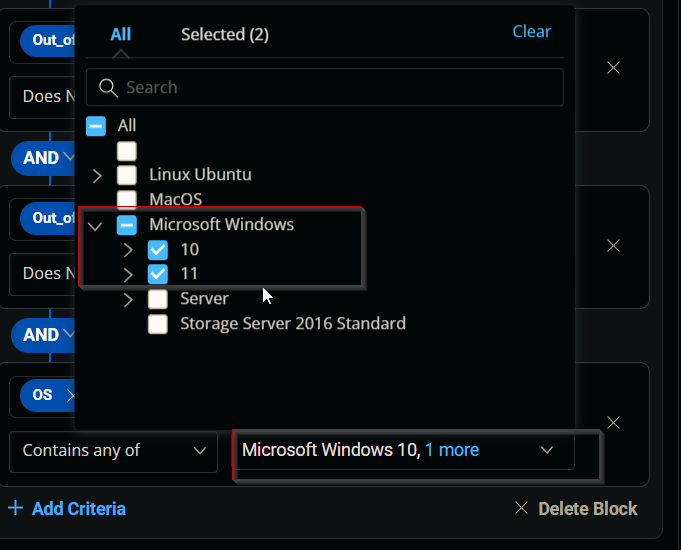 All
Selected (2)
Clear
Search
All
Linux Ubuntu
MacOS
Microsoft Windows
10
11
Server
Storage Server 2016 Standard
Out_of
Does N
AND
Out_of
Does N
AND
OS
Contains any of
Microsoft Windows 10, 1 more
Add Criteria
Delete Block